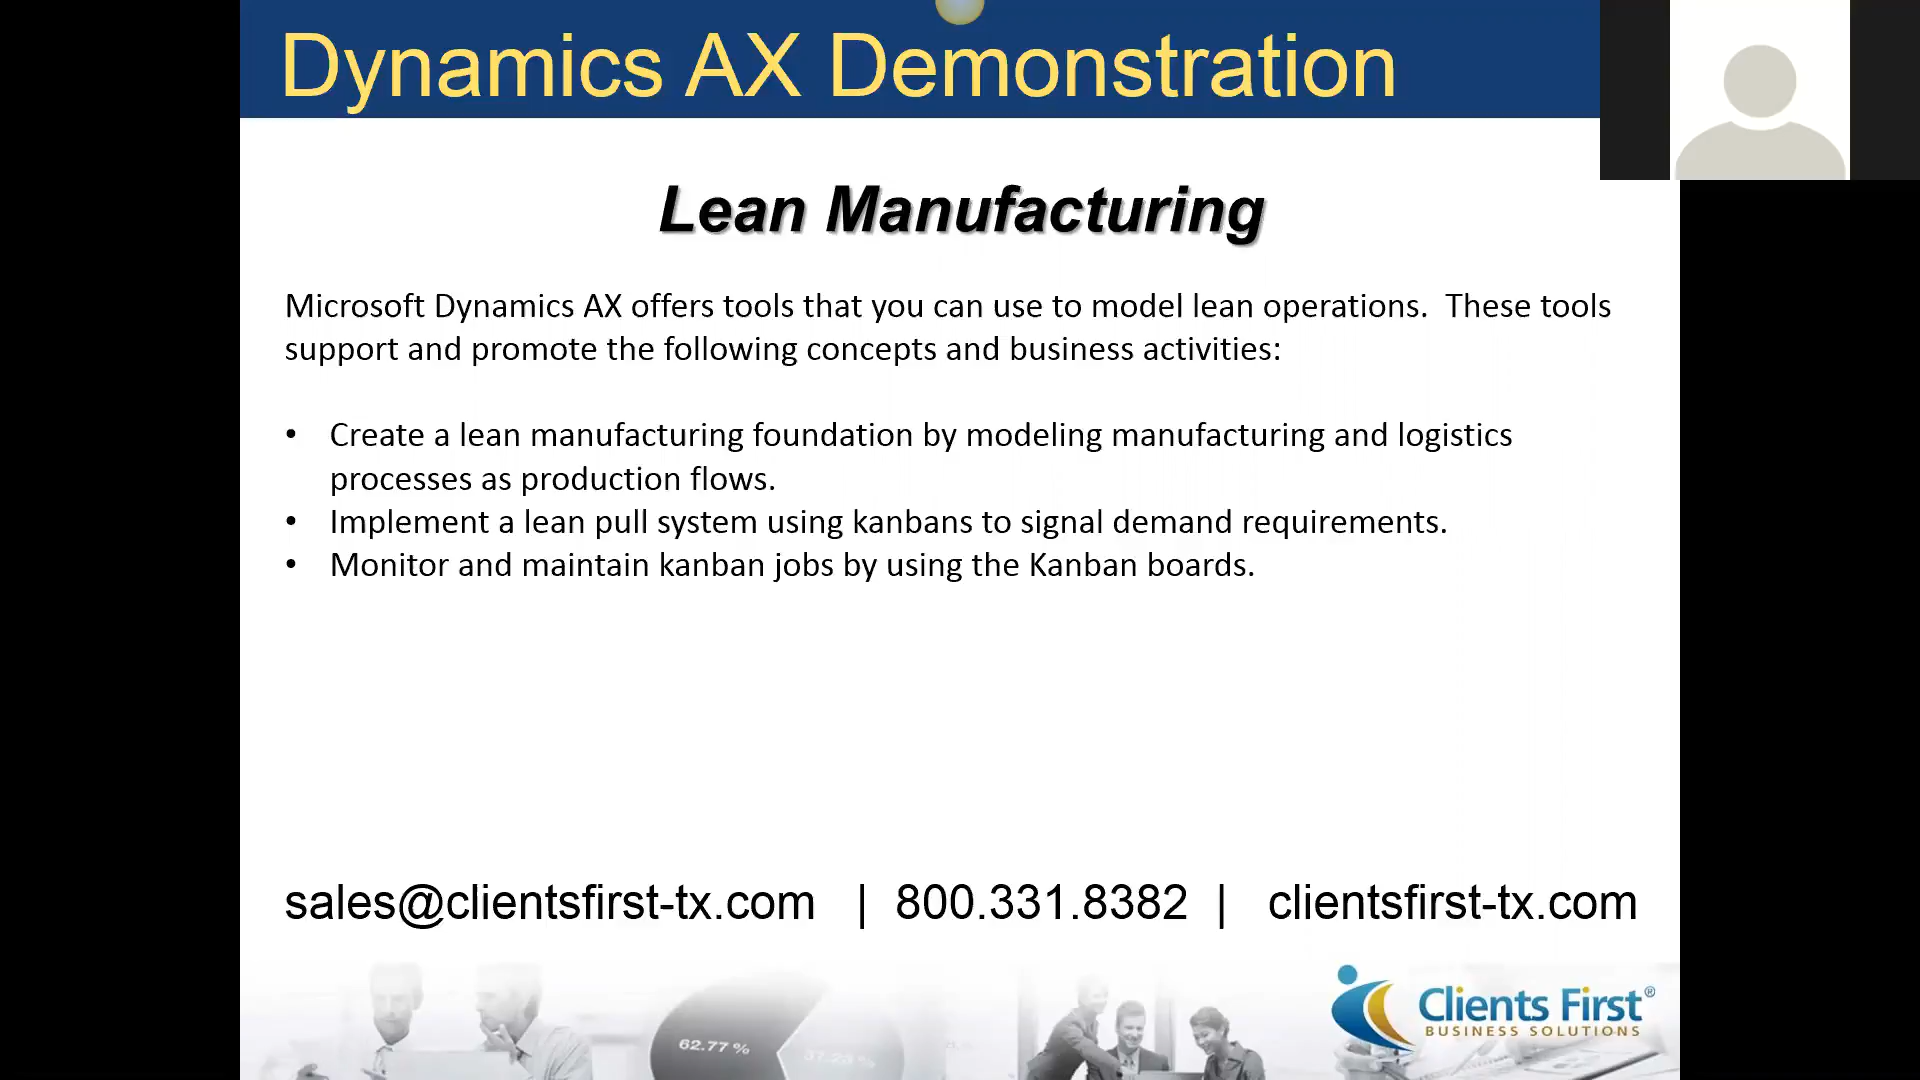 Dynamics AX Demonstration
Lean Manufacturing
Microsoft Dynamics AX offers tools that you can use to model lean operations.  These tools
support and promote the following concepts and business activities:
• Create a lean manufacturing foundation by modeling manufacturing and logistics
processes as production flows.
• Implement a lean pull system using kanbans to signal demand requirements.
• Monitor and maintain kanban jobs by using the Kanban boards.
sales@clientsfirst-tx.com | 800.331.8382 | clientsfirst-tx.com
62.77 %
37.23 %
Clients First®
BUSINESS SOLUTIONS